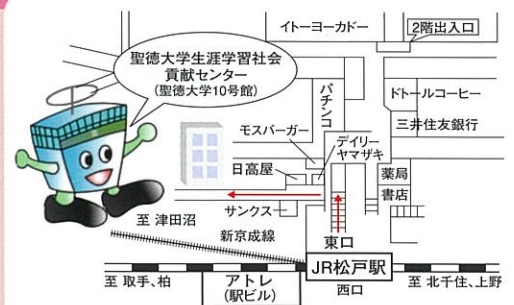 イトーヨーカドー
2階出入口
聖徳大学生涯学習社会
貢献センター
(聖徳大学10号館)
パチンコ
ドトールコーヒー
三井住友銀行
モスバーガー
デイリー
ヤマザキ
日高屋
薬局
書店
サンクス
至 津田沼
新京成線
東口
JR松戸駅
至 取手、柏
アトレ
(駅ビル)
西口
至 北千住、上野